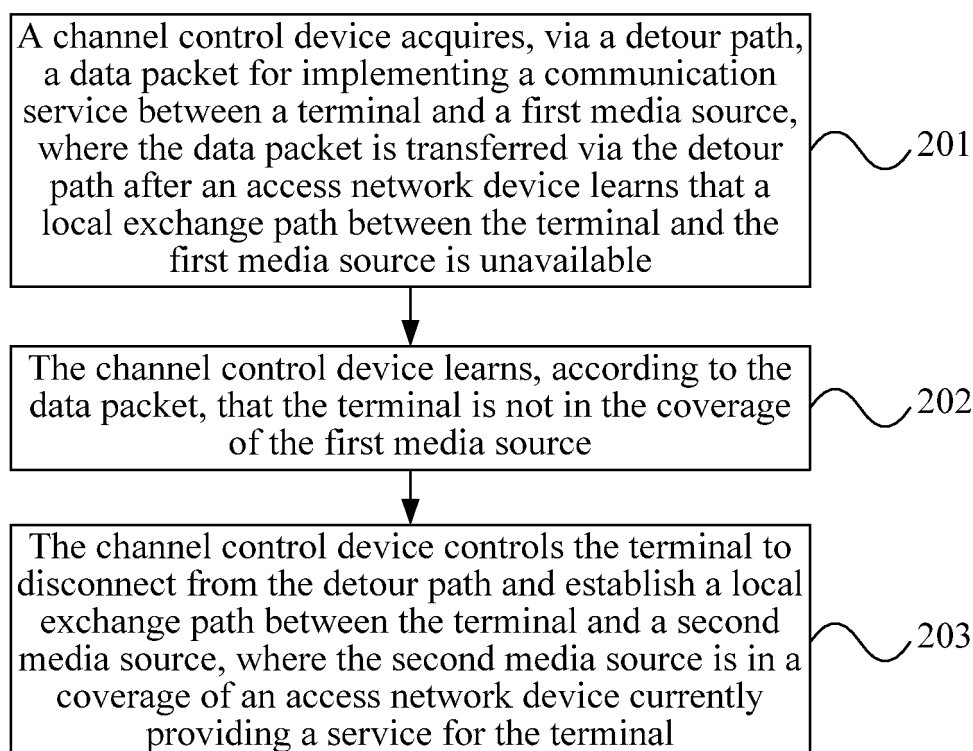 A channel control device acquires, via a detour path,
a data packet for implementing a communication
service between a terminal and a first media source,
where the data packet is transferred via the detour
path after an access network device learns that a
local exchange path between the terminal and the
first media source is unavailable
201
The channel control device learns, according to the
data packet, that the terminal is not in the coverage
of the first media source
202
The channel control device controls the terminal to
disconnect from the detour path and establish a local
exchange path between the terminal and a second
media source, where the second media source is in a
coverage of an access network device currently
providing a service for the terminal
203